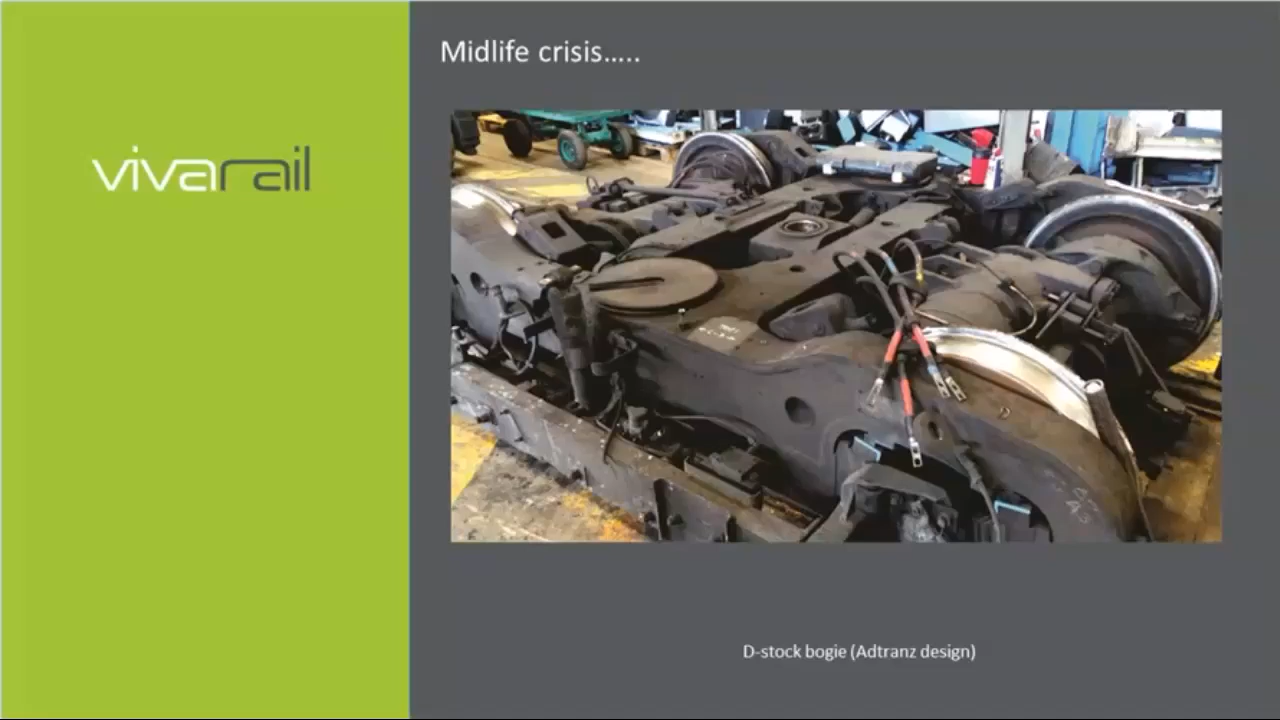 Midlife crisis.....
vivarail
D-stock bogie (Adtranz design)